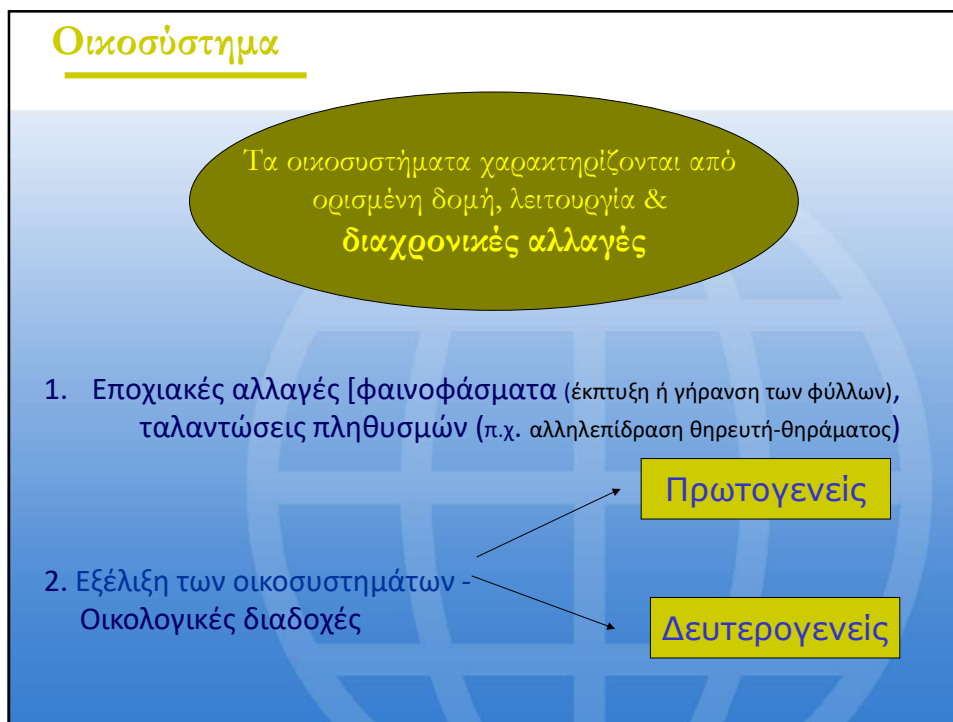 Οικοσύστημα
Τα οικοσυστήματα χαρακτηρίζονται από
ορισμένη δομή, λειτουργία &
διαχρονικές αλλαγές
1. Εποχιακές αλλαγές [φαινοφάσματα (έκπτυξη ή γήρανση των φύλλων),
ταλαντώσεις πληθυσμών (π.χ. αλληλεπίδραση θηρευτή-θηράματος)
Πρωτογενείς
2. Εξέλιξη των οικοσυστημάτων -
Οικολογικές διαδοχές
Δευτερογενείς